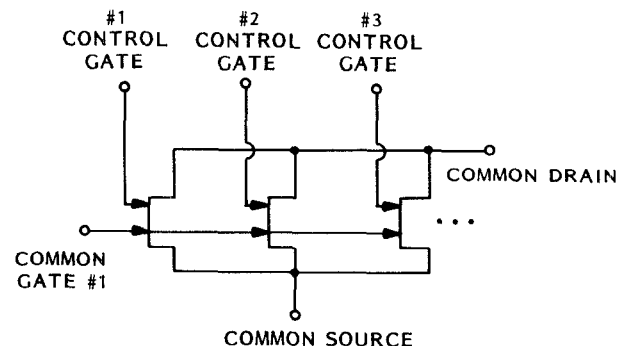 #1
CONTROL
GATE
#2
CONTROL
GATE
#3
CONTROL
GATE
COMMON DRAIN
COMMON
GATE #1
COMMON SOURCE